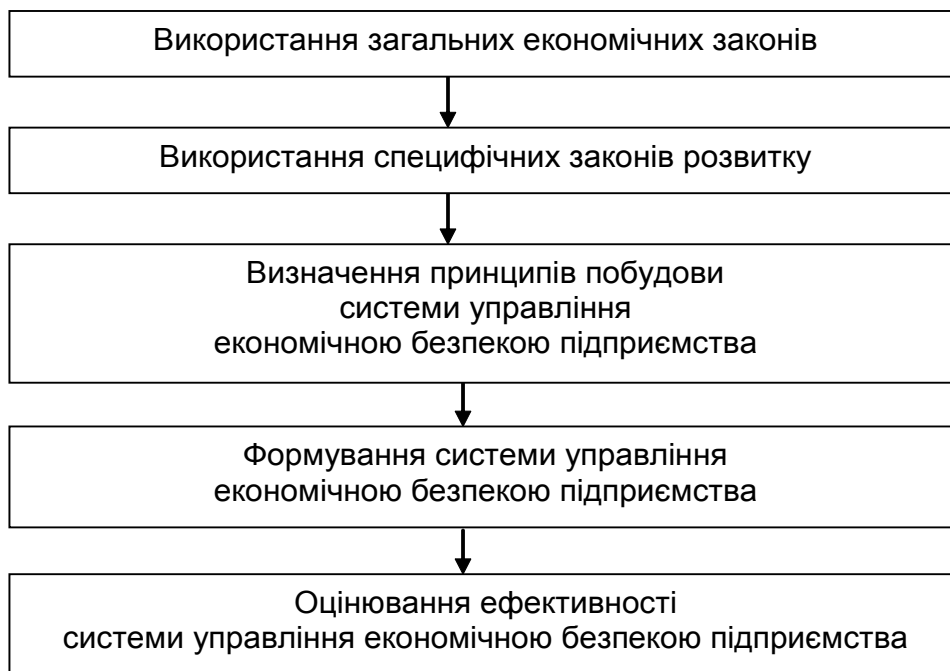 Використання загальних економічних законів
Використання специфічних законів розвитку
Визначення принципів побудови
системи управління
економічною безпекою підприємства
Формування системи управління
економічною безпекою підприємства
Оцінювання ефективності
системи управління економічною безпекою підприємства